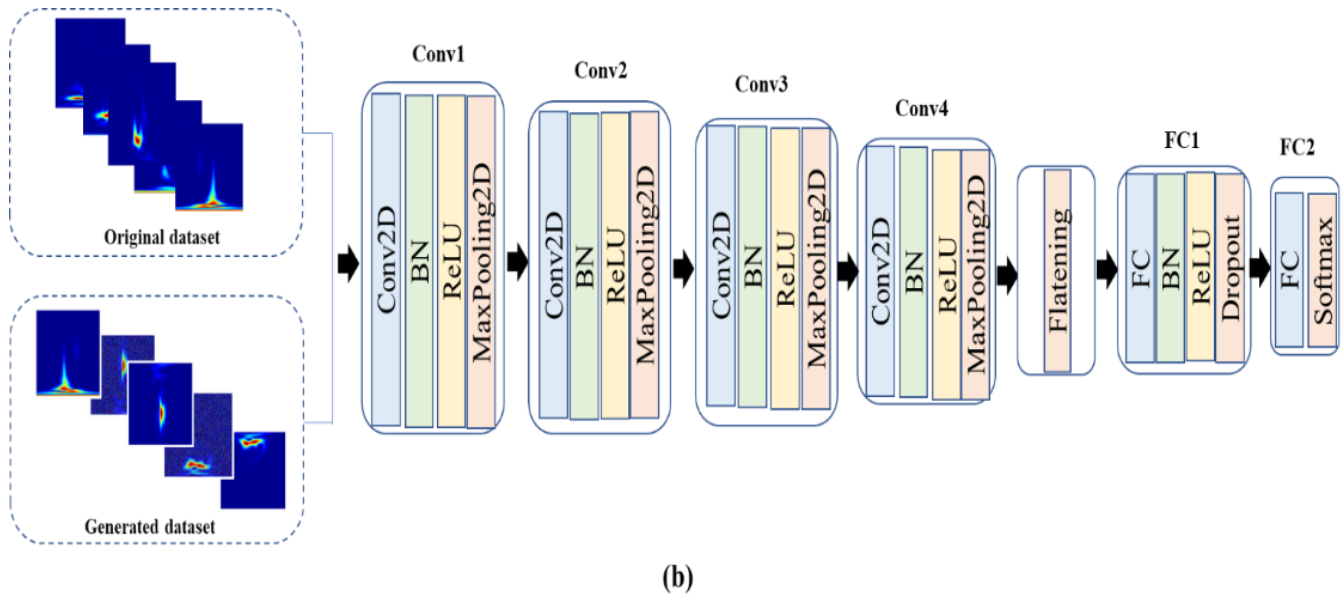 Original dataset
Generated dataset
Conv1
Conv2D
BN
ReLU
MaxPooling2D
Conv2
Conv2D
BN
ReLU
MaxPooling2D
Conv3
Conv2D
BN
ReLU
MaxPooling2D
Conv4
Conv2D
BN
ReLU
MaxPooling2D
Flatening
FC1
FC
BN
ReLU
Dropout
FC2
FC
Softmax
(b)